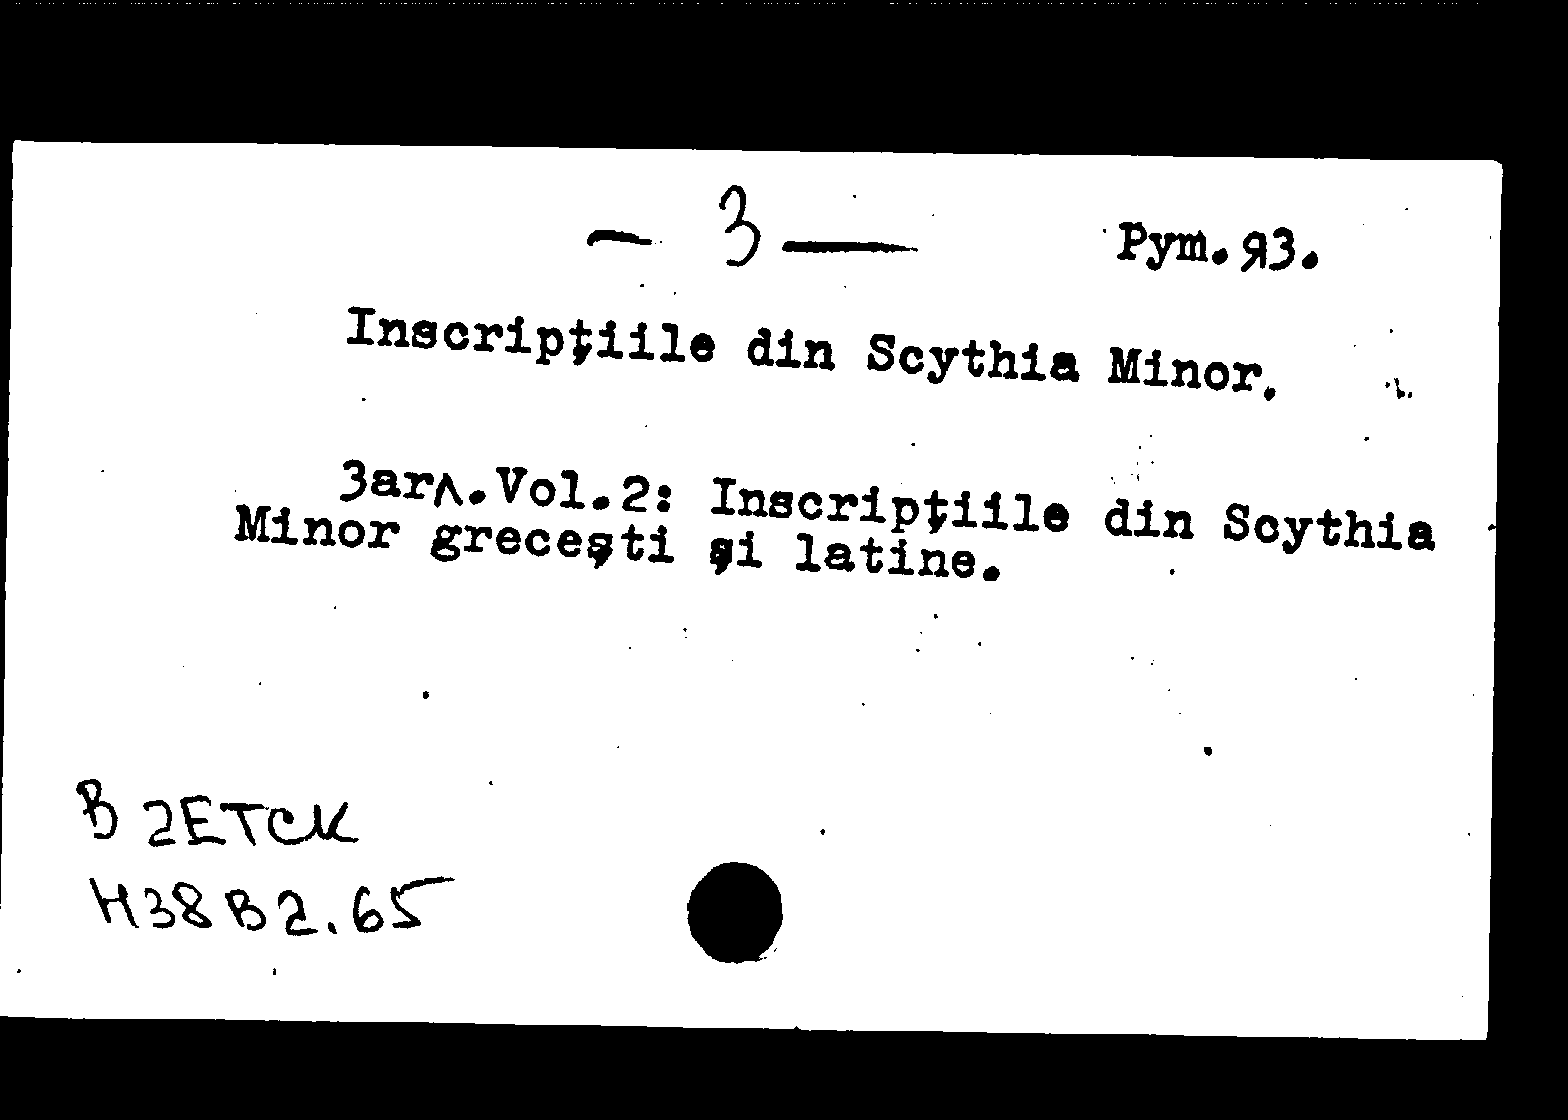 — 3 — Рум.яз.
Inscripţiile din Scythia Minor.
Загл.Vol.2: Inscripţiile din Scythia
Minor greceşti şi latine.
В 2ЕТСК
Н38 В2.65